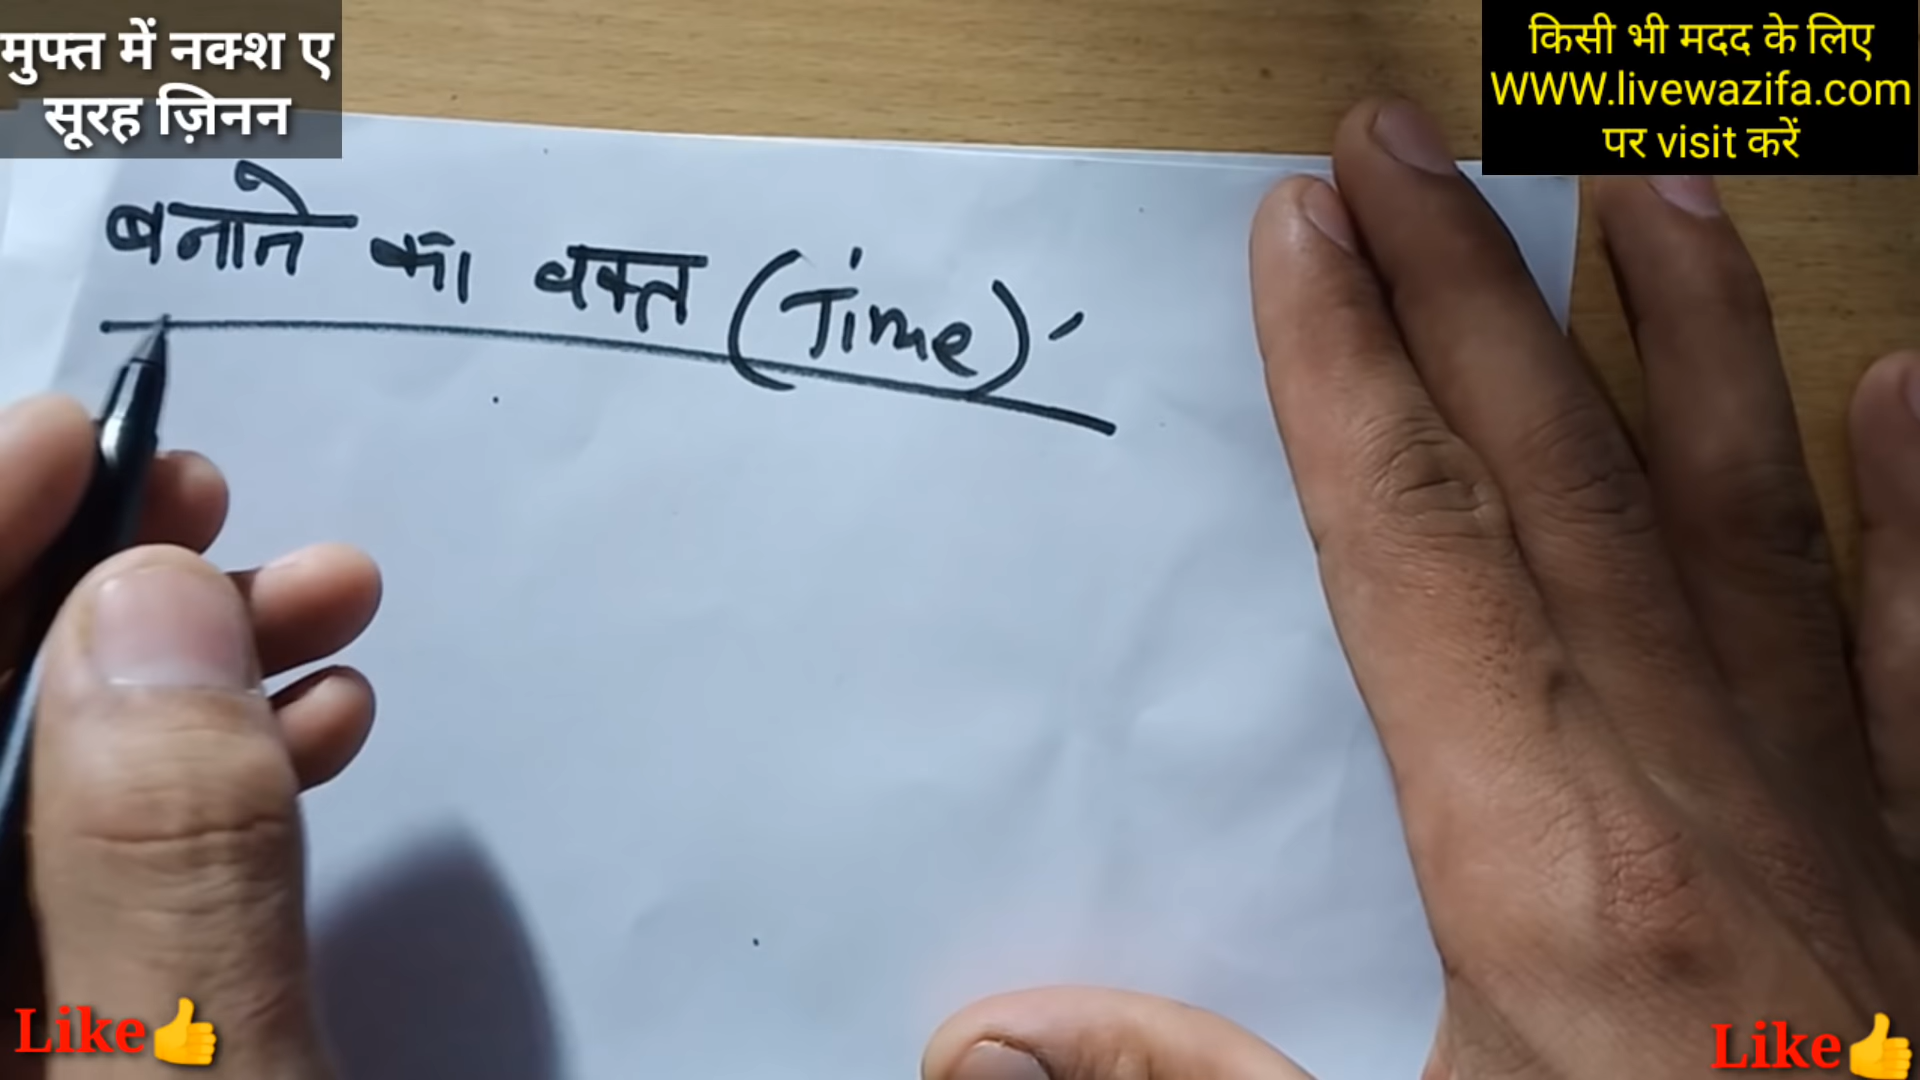 मुफ्त में नक्श ए
सूरह ज़िनन
किसी भी मदद के लिए
WWW.livewazifa.com
पर visit करें
बनाने का वक्त (Time)
Like👍
Like👍